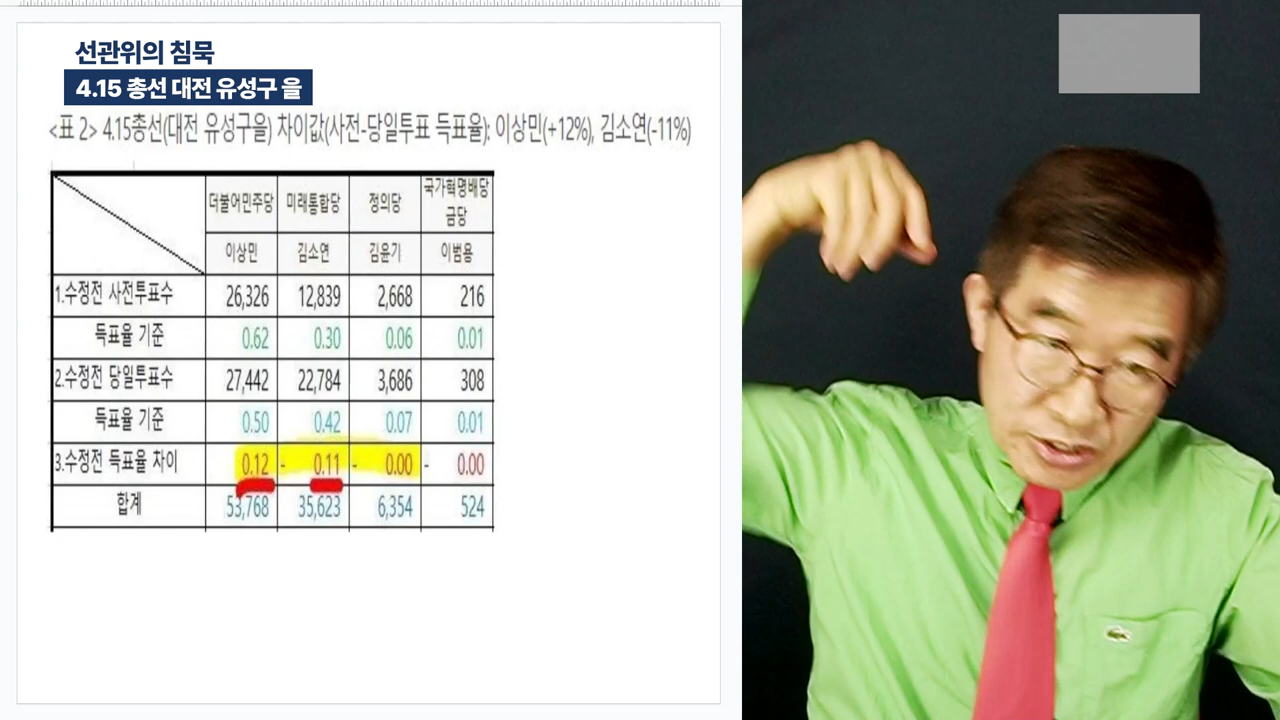 선관위의 침묵
4.15 총선 대전 유성구 을
<표 2> 4.15총선(대전 유성구을) 차이값(사전-당일투표 득표율): 이상민(+12%), 김소연(-11%)
더불어민주당 미래통합당 정의당 국가혁명배당
금당
이상민 김소연 김윤기 이범용
1.수정전 사전투표수 26,326 12,839 2,668 216
득표율 기준 0.62 0.30 0.06 0.01
2.수정전 당일투표수 27,442 22,784 3,686 308
득표율 기준 0.50 0.42 0.07 0.01
3.수정전 득표율 차이 0.12 - 0.11 - 0.00 - 0.00
합계 53,768 35,623 6,354 524